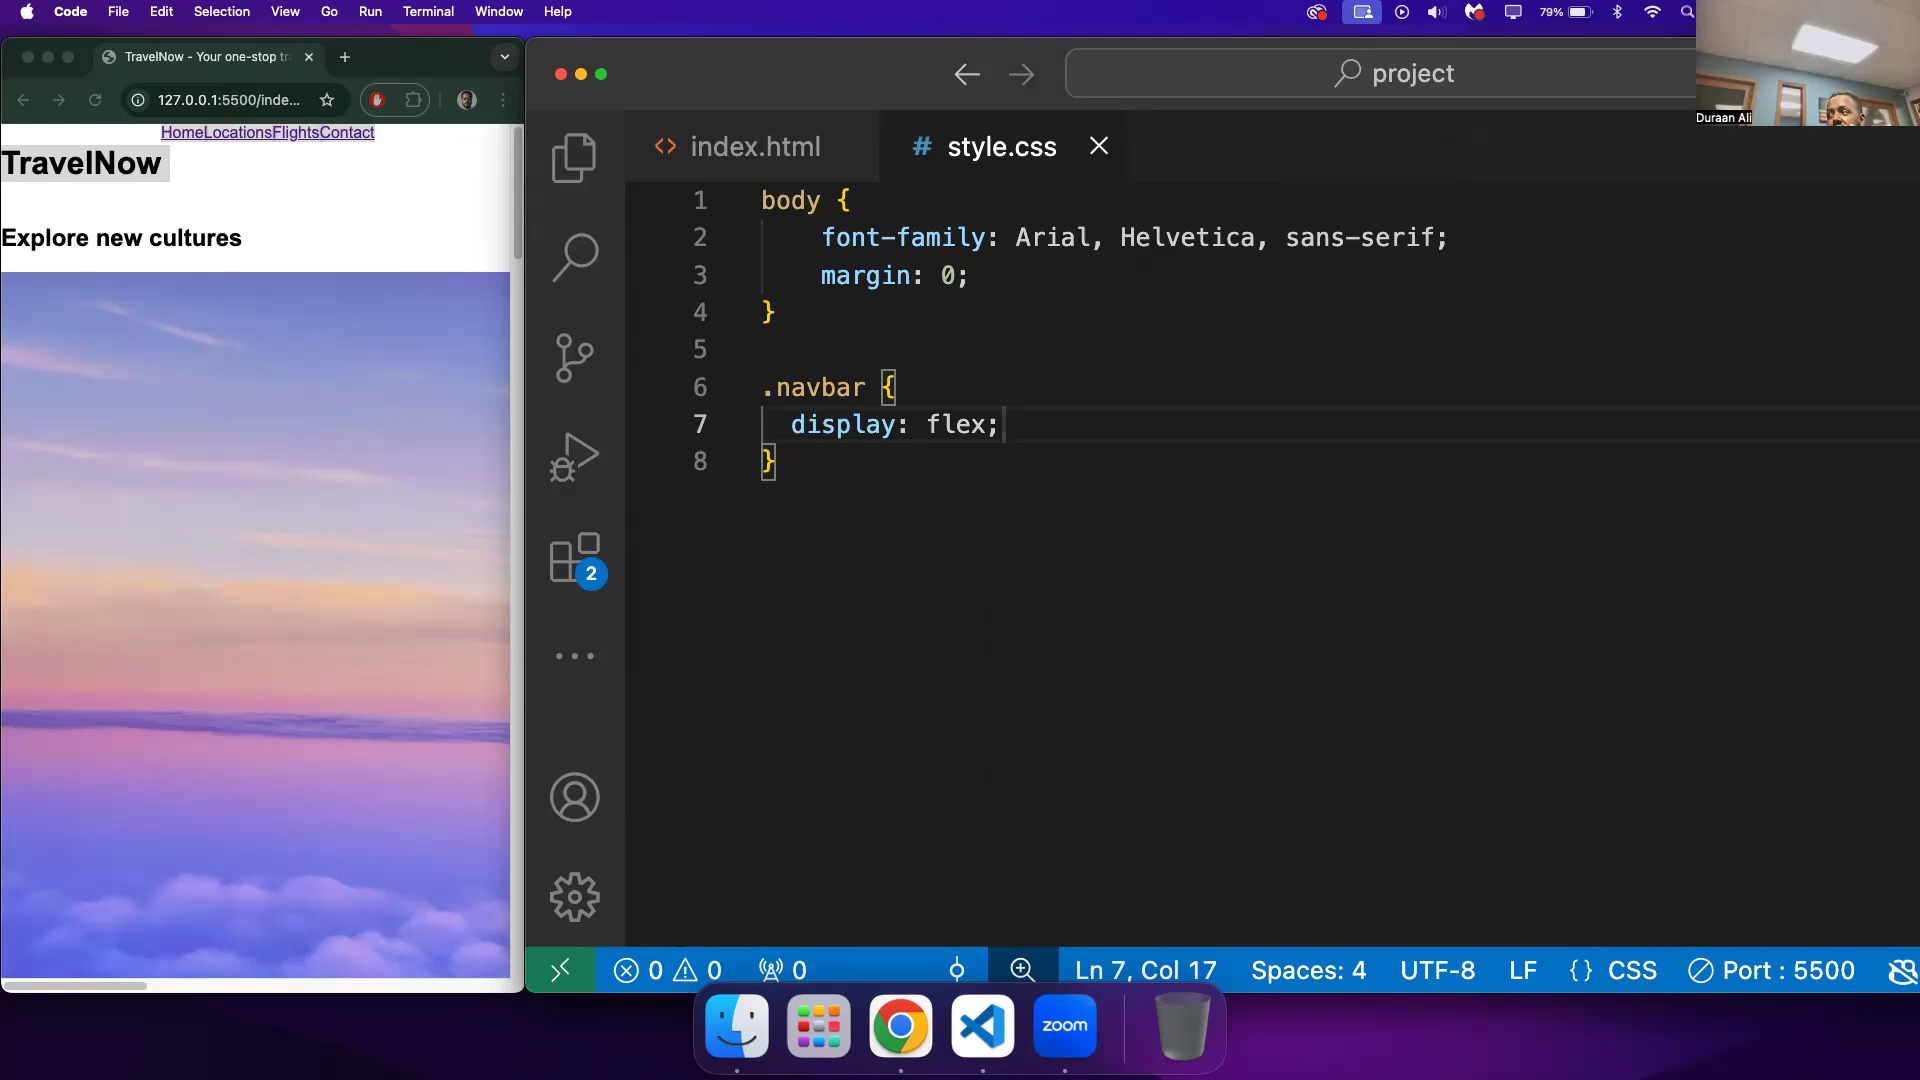 Code File Edit Selection View Go Run Terminal Window Help
79%
TravelNow - Your one-stop tr
127.0.0.1:5500/inde...
HomeLocationsFlightsContact
TravelNow
Explore new cultures
project
Duraan Ali
index.html
style.css
1 body {
2 font-family: Arial, Helvetica, sans-serif;
3 margin: 0;
4 }
5
6 .navbar {
7 display: flex;
8 }
2
0 0 0 Ln 7, Col 17 Spaces: 4 UTF-8 LF {} CSS Port : 5500
zoom